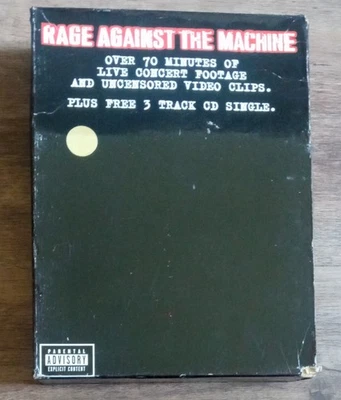 RAGE AGAINST THE MACHINE
OVER 70 MINUTES OF
LIVE CONCERT FOOTAGE
AND UNCENSORED VIDEO CLIPS.
PLUS FREE 3 TRACK CD SINGLE.
PARENTAL
ADVISORY
EXPLICIT CONTENT